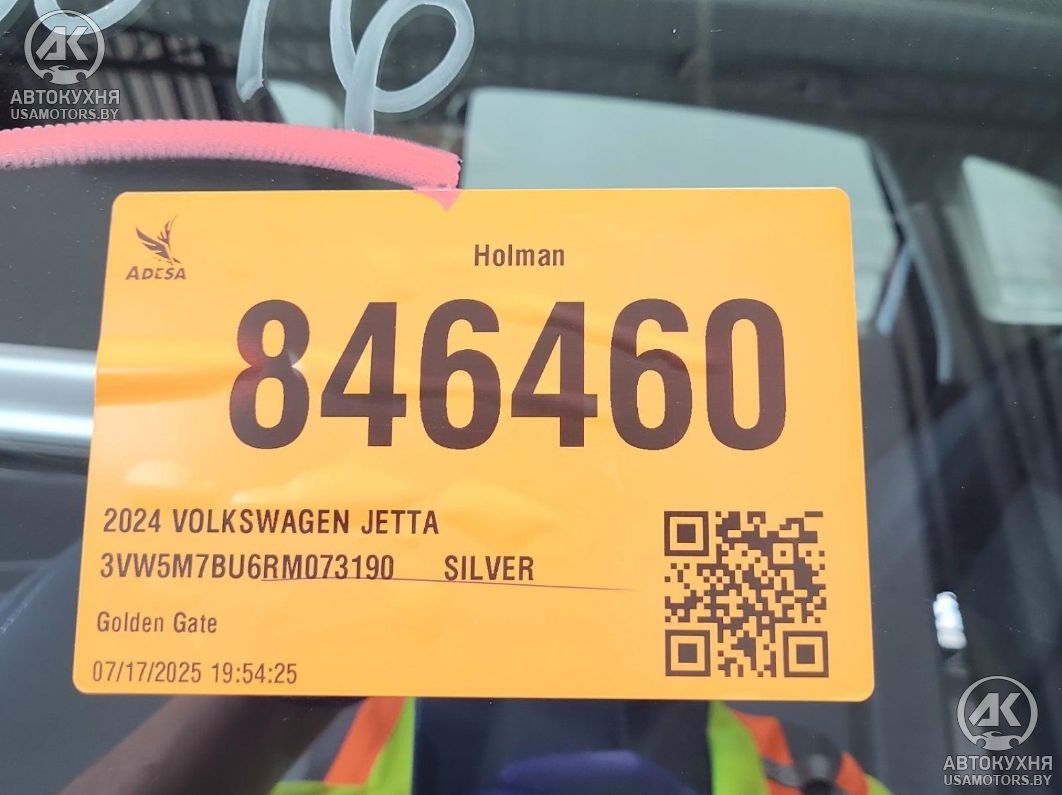 АВТОКУХНЯ
USAMOTORS.BY
ADESA
Holman
846460
2024 VOLKSWAGEN JETTA
3VW5M7BU6RM073190 SILVER
Golden Gate
07/17/2025 19:54:25
АВТОКУХНЯ
USAMOTORS.BY